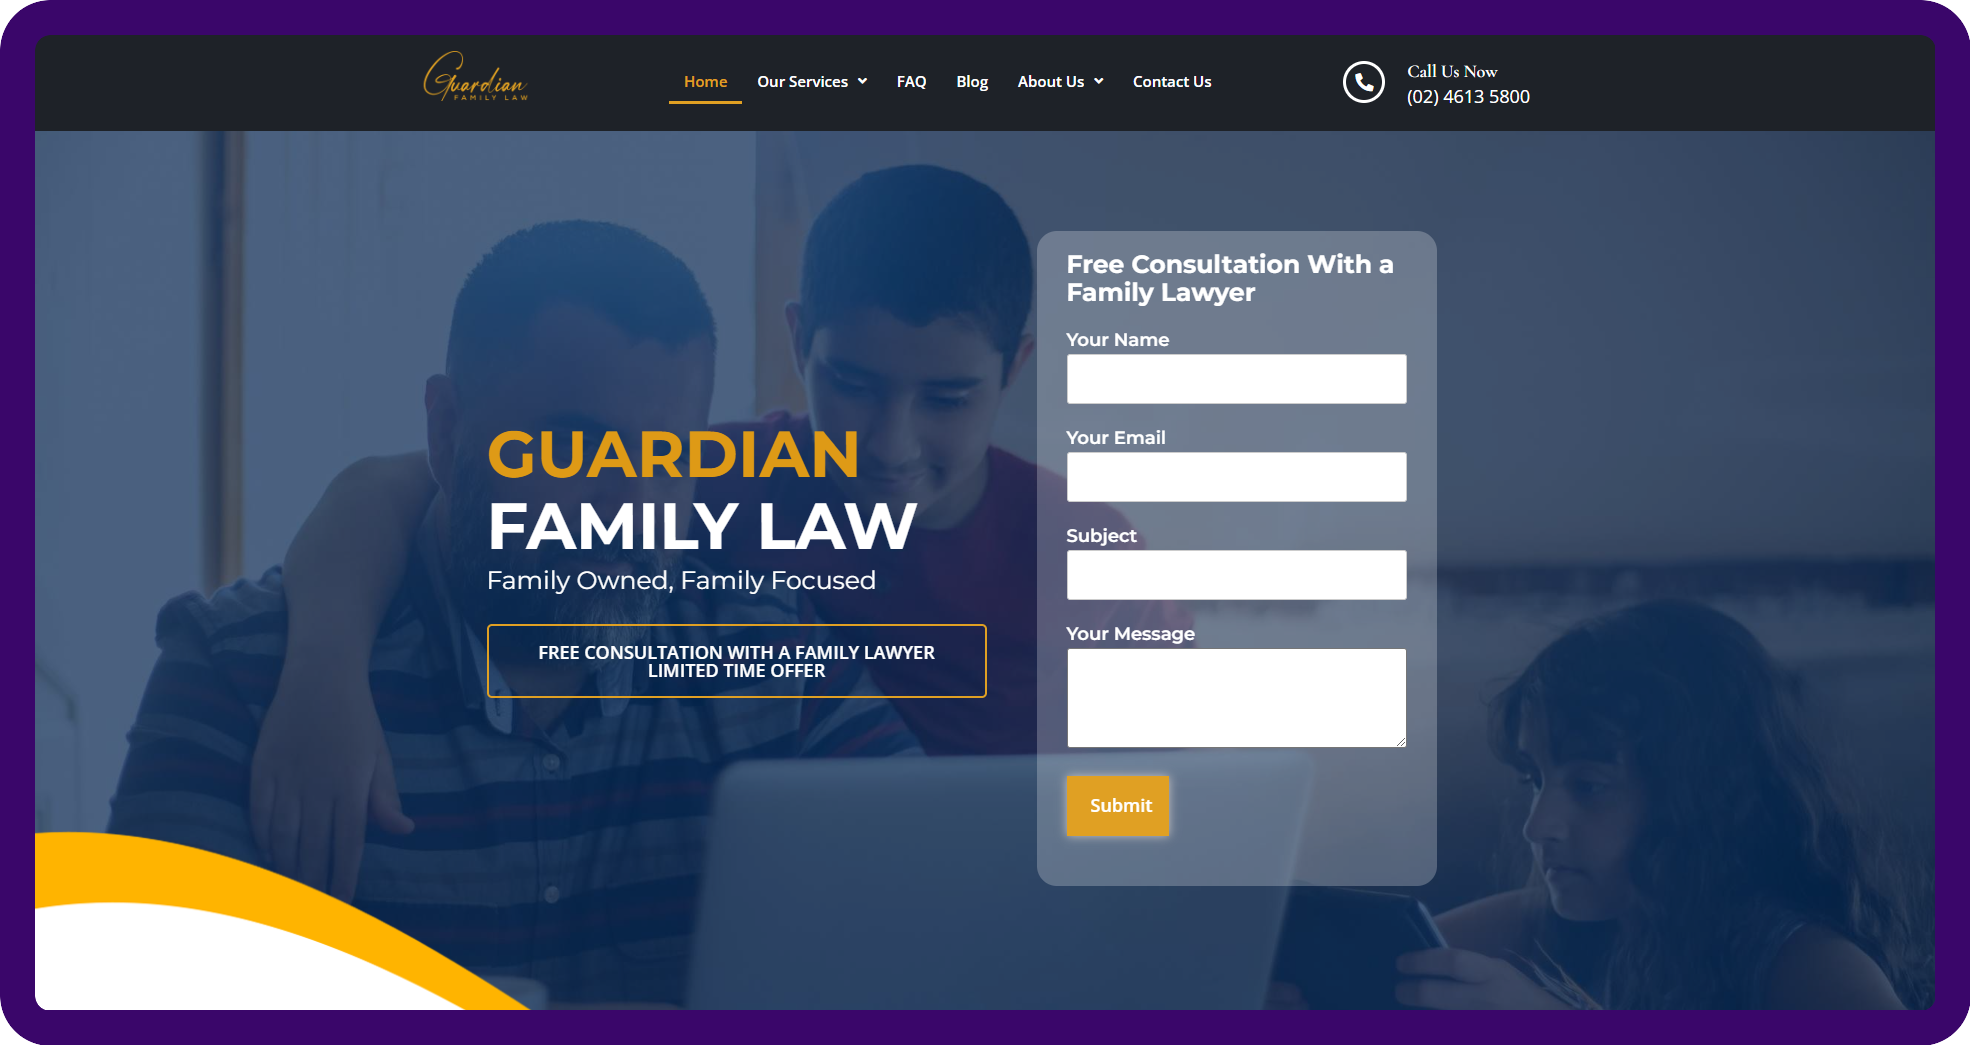 Guardian
FAMILY LAW
Home
Our Services
FAQ
Blog
About Us
Contact Us
Call Us Now
(02) 4613 5800
GUARDIAN
FAMILY LAW
Family Owned, Family Focused
FREE CONSULTATION WITH A FAMILY LAWYER
LIMITED TIME OFFER
Free Consultation With a
Family Lawyer
Your Name
Your Email
Subject
Your Message
Submit